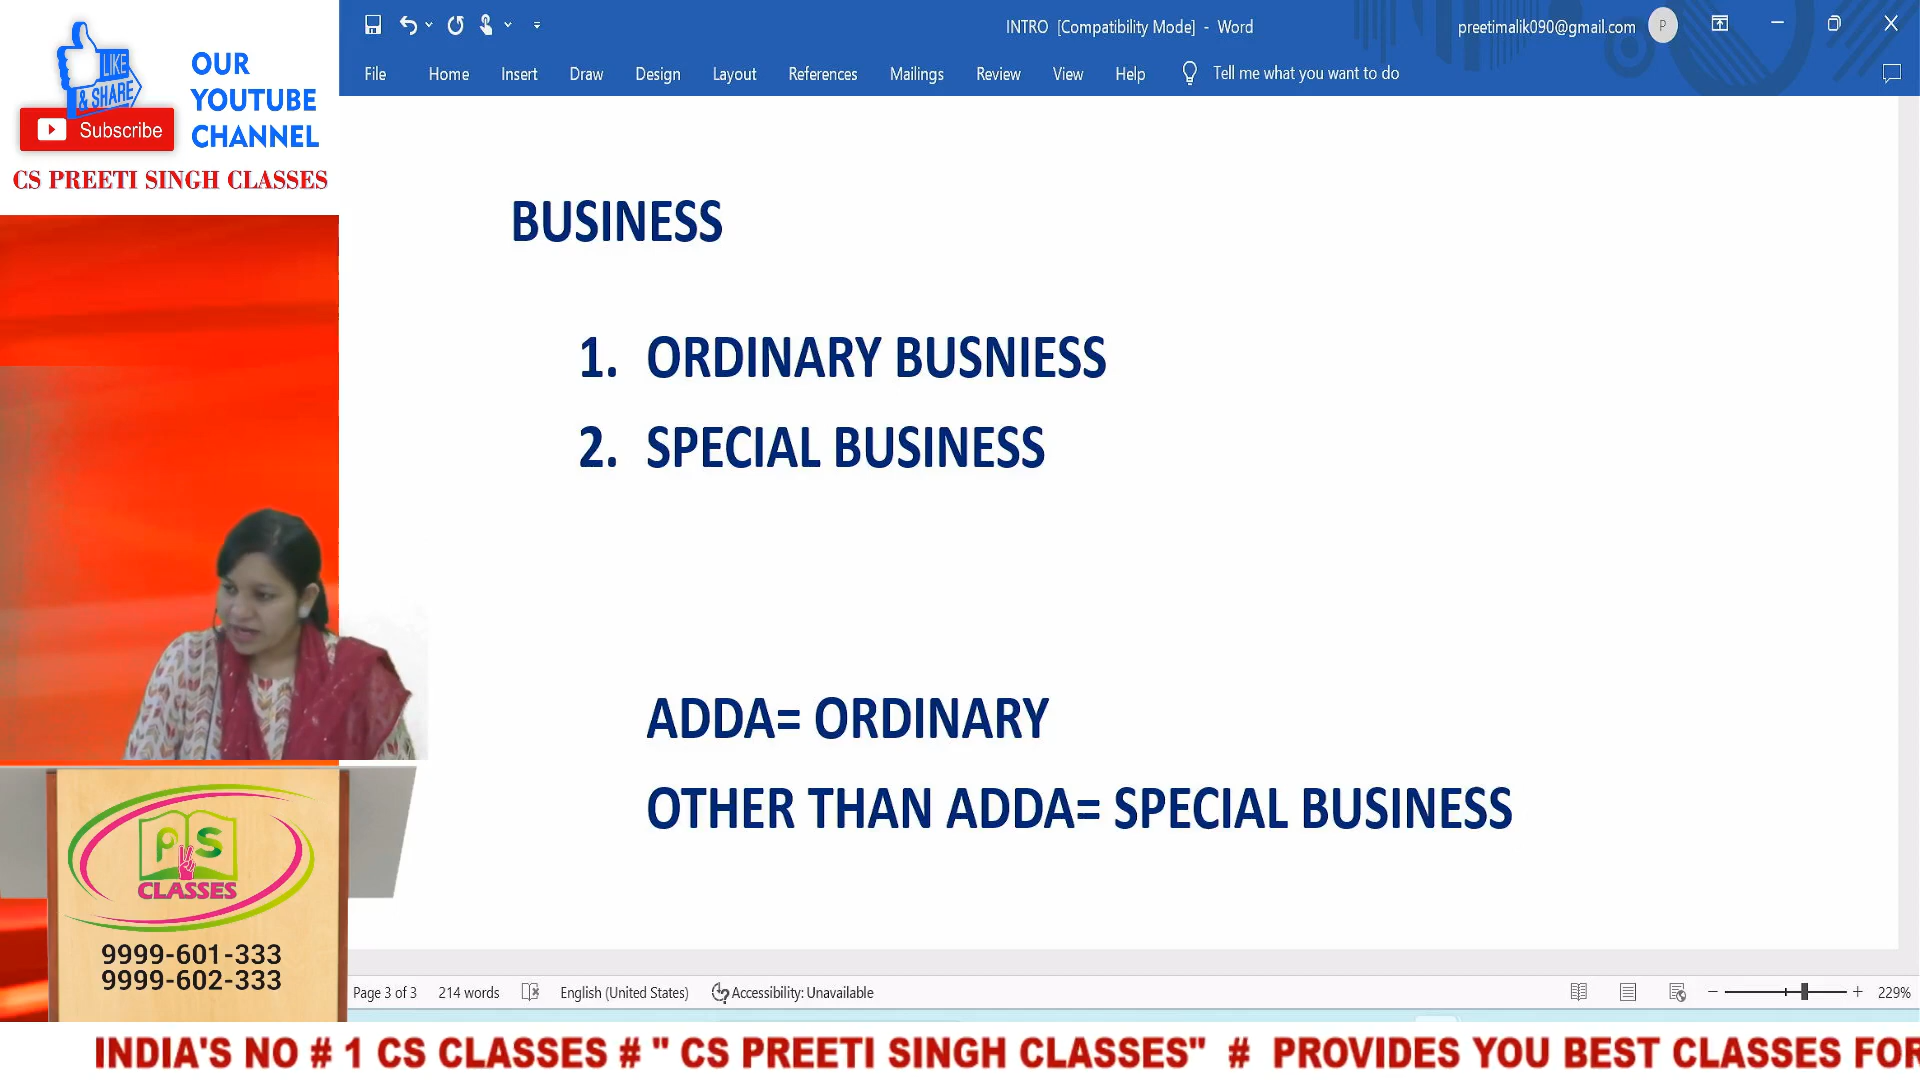 LIKE
& SHARE
Subscribe
OUR
YOUTUBE
CHANNEL
CS PREETI SINGH CLASSES
INTRO [Compatibility Mode] - Word
preetimalik090@gmail.com
P
File Home Insert Draw Design Layout References Mailings Review View Help Tell me what you want to do
BUSINESS
1. ORDINARY BUSNIESS
2. SPECIAL BUSINESS
ADDA= ORDINARY
OTHER THAN ADDA= SPECIAL BUSINESS
PS
CLASSES
9999-601-333
9999-602-333
Page 3 of 3 214 words English (United States) Accessibility: Unavailable 229%
INDIA'S NO # 1 CS CLASSES # " CS PREETI SINGH CLASSES" # PROVIDES YOU BEST CLASSES FOR